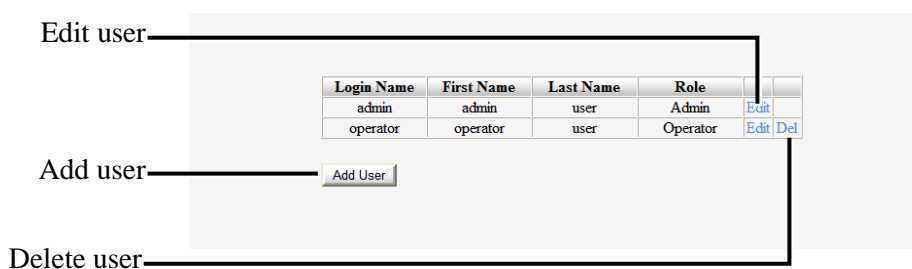 Edit user
Login Name First Name Last Name Role
admin admin user Admin Edit
operator operator user Operator Edit Del
Add user
Add User
Delete user